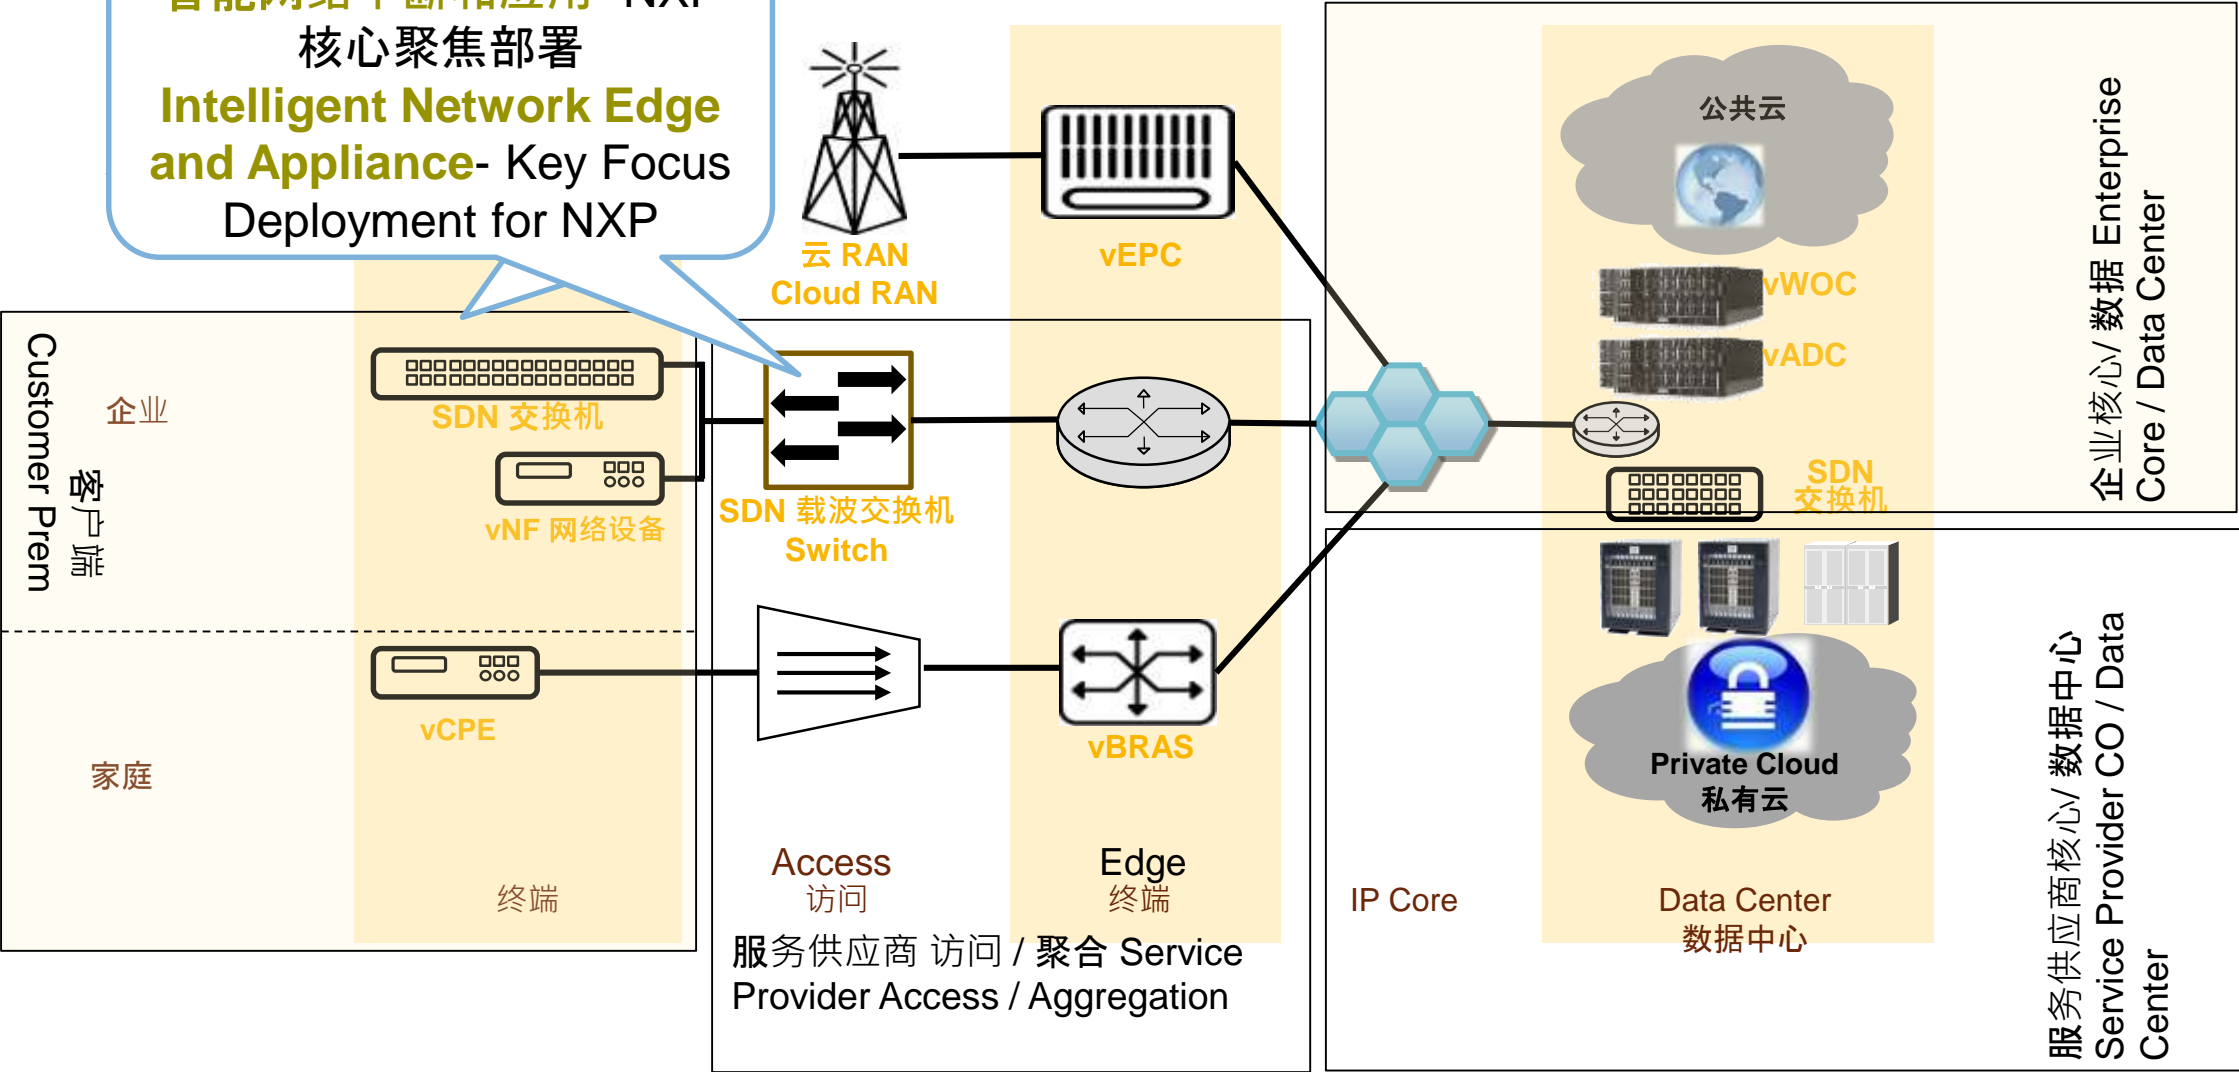 核心聚焦部署
Intelligent Network Edge
and Appliance- Key Focus
Deployment for NXP
云 RAN
Cloud RAN
vEPC
公共云
vWOC
vADC
企业核心/ 数据 Enterprise
Core / Data Center
Customer Prem
客户端
企业
SDN 交换机
vNF 网络设备
SDN 载波交换机
Switch
SDN
交换机
家庭
vCPE
vBRAS
Private Cloud
私有云
终端
Access
访问
Edge
终端
IP Core
Data Center
数据中心
服务供应商 访问 / 聚合 Service
Provider Access / Aggregation
服务供应商核心/ 数据中心
Service Provider CO / Data
Center